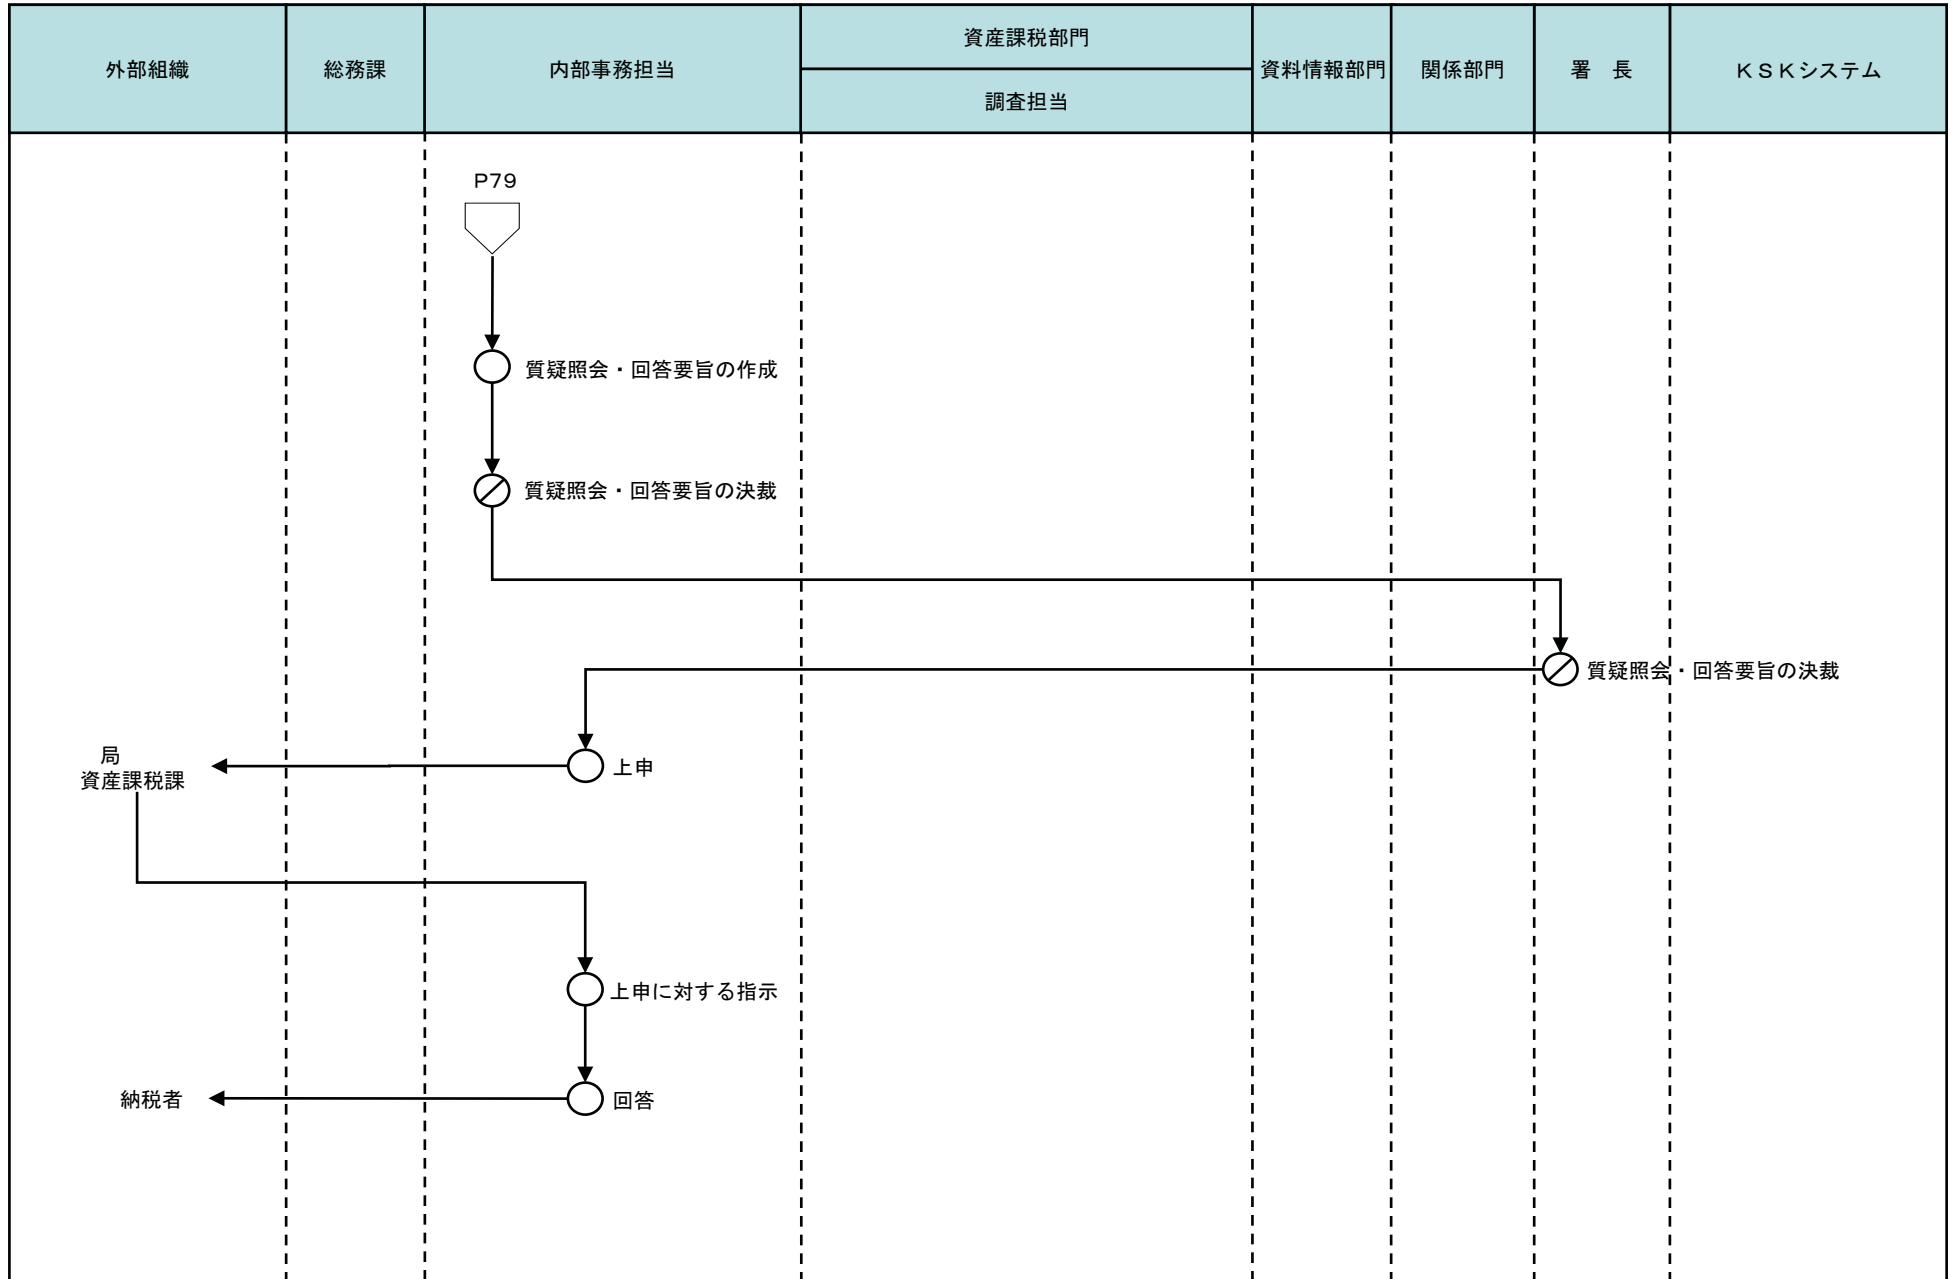 外部組織
総務課
内部事務担当
資産課税部門
調査担当
資料情報部門
関係部門
署　長
ＫＳＫシステム
P79
質疑照会・回答要旨の作成
質疑照会・回答要旨の決裁
質疑照会・回答要旨の決裁
局
資産課税課
上申
上申に対する指示
納税者
回答